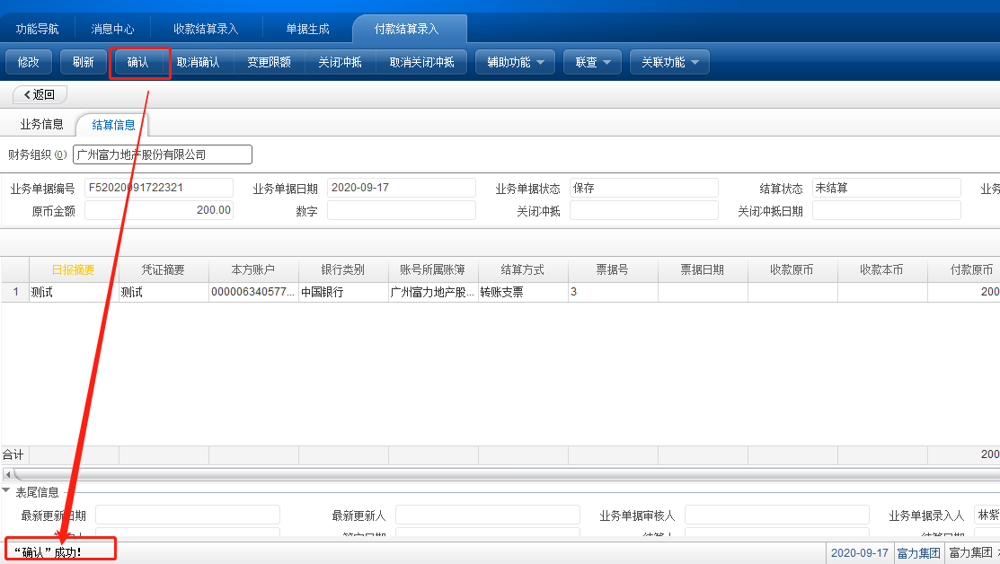 功能导航 消息中心 收款结算录入 单据生成 付款结算录入
修改 刷新 确认 取消确认 变更限额 关闭冲抵 取消关闭冲抵 辅助功能 联查 关联功能
返回
业务信息 结算信息
财务组织(O) 广州富力地产股份有限公司
业务单据编号 F52020091722321 业务单据日期 2020-09-17 业务单据状态 保存 结算状态 未结算 业务
原币金额 200.00 数字 关闭冲抵 关闭冲抵日期
日报摘要 凭证摘要 本方账户 银行类别 账号所属账簿 结算方式 票据号 票据日期 收款原币 收款本币 付款原币
1 测试 测试 000006340577... 中国银行 广州富力地产股... 转账支票 3 200
合计 200
表尾信息
最新更新日期 最新更新人 业务单据审核人 业务单据录入人 林紫
“确认”成功!
2020-09-17 富力集团 富力集团